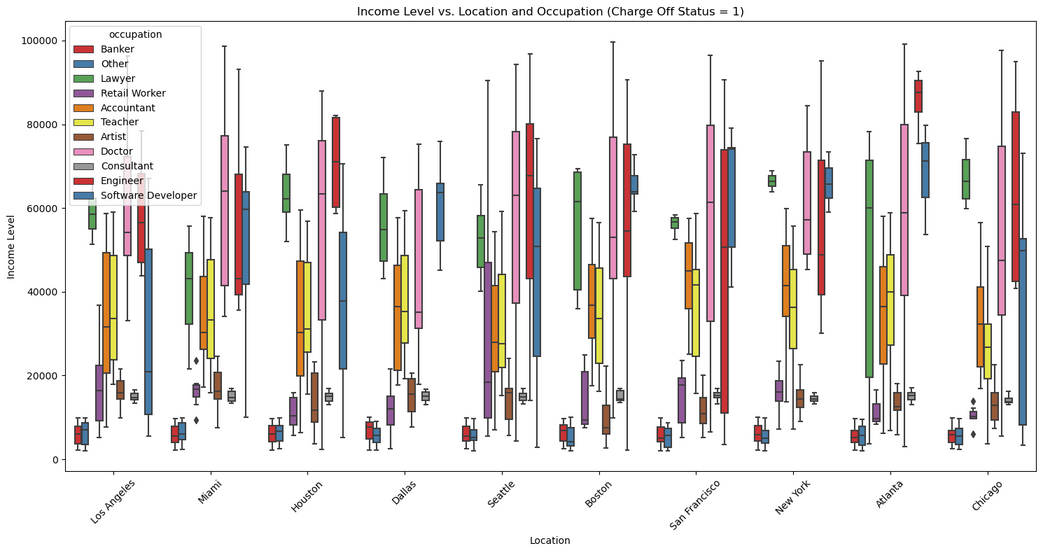 Income Level vs. Location and Occupation (Charge Off Status = 1)
occupation
Banker
Other
Lawyer
Retail Worker
Accountant
Teacher
Artist
Doctor
Consultant
Engineer
Software Developer
Income Level
100000
80000
60000
40000
20000
0
Los Angeles
Miami
Houston
Dallas
Seattle
Boston
San Francisco
New York
Atlanta
Chicago
Location